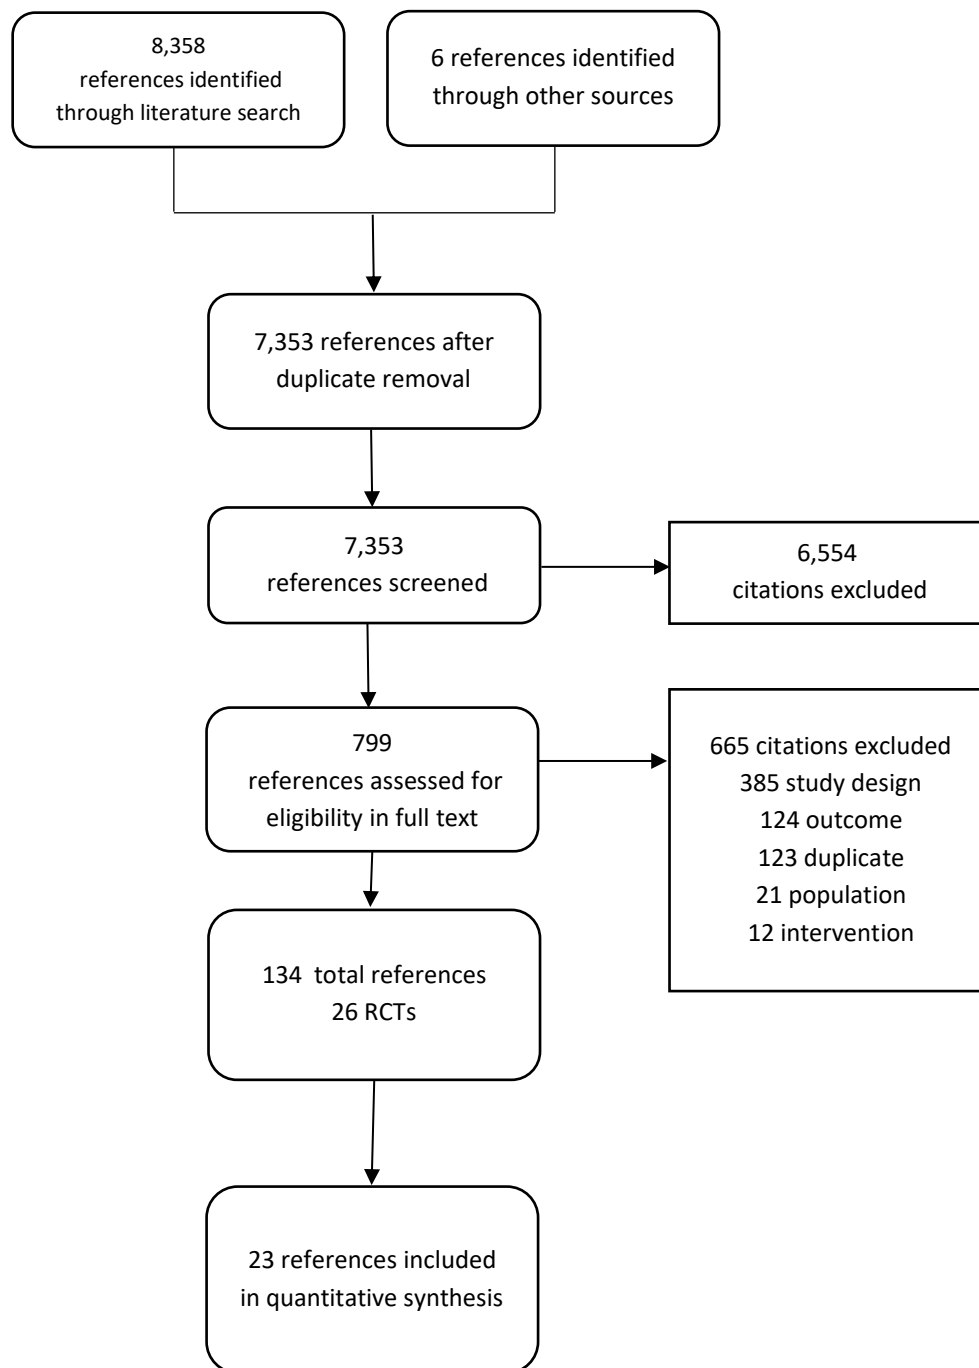 8,358
references identified
through literature search
6 references identified
through other sources
7,353 references after
duplicate removal
7,353
references screened
6,554
citations excluded
799
references assessed for
eligibility in full text
665 citations excluded
385 study design
124 outcome
123 duplicate
21 population
12 intervention
134 total references
26 RCTs
23 references included
in quantitative synthesis